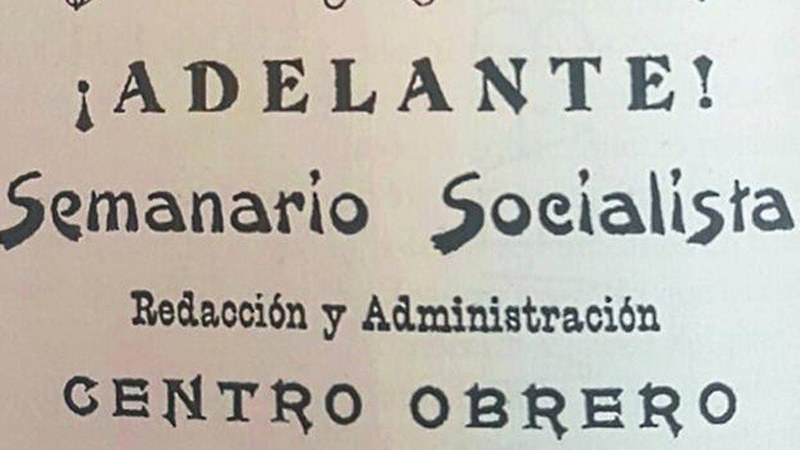 ¡ADELANTE!
Semanario Socialista
Redacción y Administración
CENTRO OBRERO